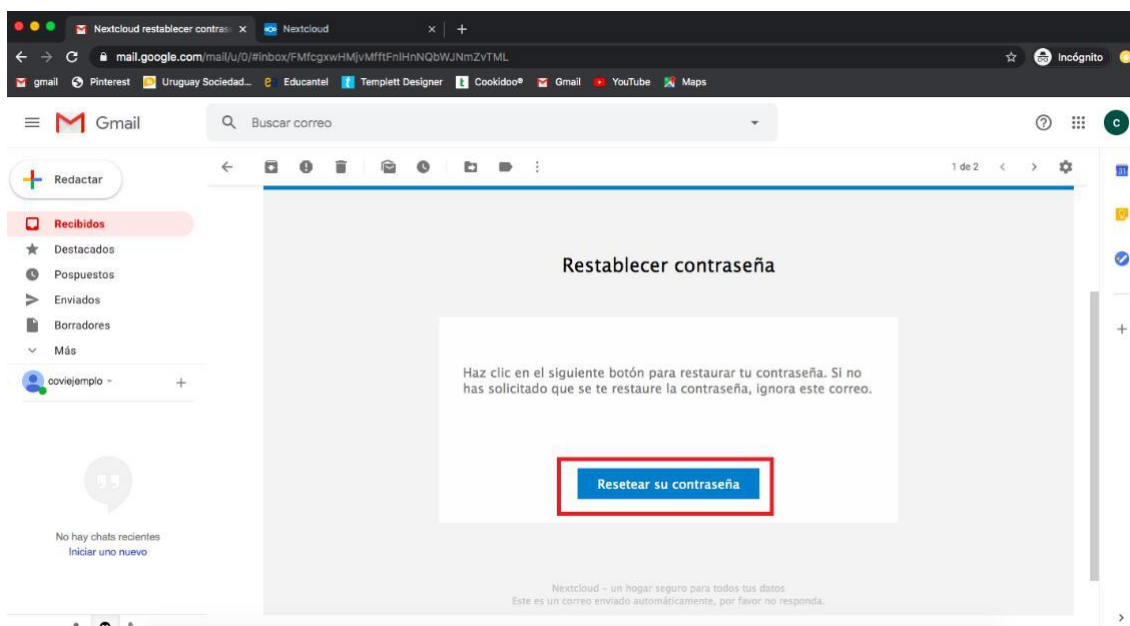 Nextcloud restablecer contras
Nextcloud
mail.google.com/mail/u/0/#inbox/FMfcgxwHMjvMfftFnlHnNQbWJNmZvTML
Incógnito
gmail Pinterest Uruguay Sociedad... Educantel Templett Designer Cookidoo® Gmail YouTube Maps
Gmail
Buscar correo
C
Redactar
1 de 2
31
Recibidos
Destacados
Pospuestos
Enviados
Borradores
Más
coviejemplo
Restablecer contraseña
Haz clic en el siguiente botón para restaurar tu contraseña. Si no
has solicitado que se te restaure la contraseña, ignora este correo.
Resetear su contraseña
No hay chats recientes
Iniciar uno nuevo
Nextcloud – un hogar seguro para todos tus datos
Este es un correo enviado automáticamente, por favor no responda.